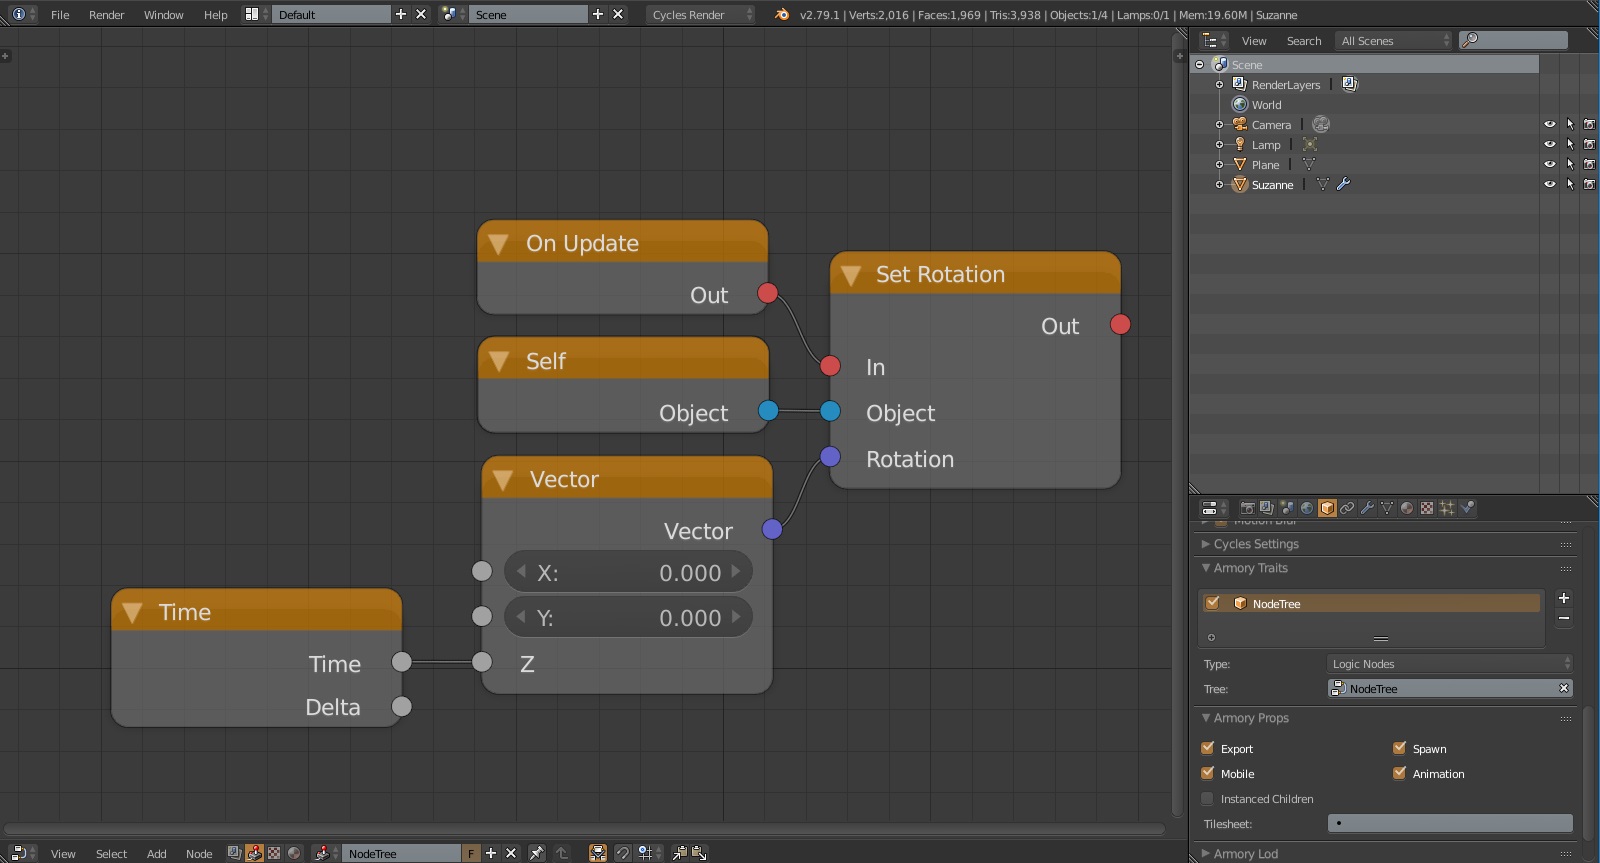 File Render Window Help Default Scene Cycles Render v2.79.1 | Verts:2,016 | Faces:1,969 | Tris:3,938 | Objects:1/4 | Lamps:0/1 | Mem:19.60M | Suzanne
View Search All Scenes
Scene
RenderLayers
World
Camera
Lamp
Plane
Suzanne
On Update
Out
Self
Object
Vector
Vector
X: 0.000
Y: 0.000
Z
Time
Time
Delta
Set Rotation
Out
In
Object
Rotation
Motion Blur
Cycles Settings
Armory Traits
NodeTree
Type: Logic Nodes
Tree: NodeTree
Armory Props
Export Spawn
Mobile Animation
Instanced Children
Tilesheet:
Armory Lod
View Select Add Node NodeTree F